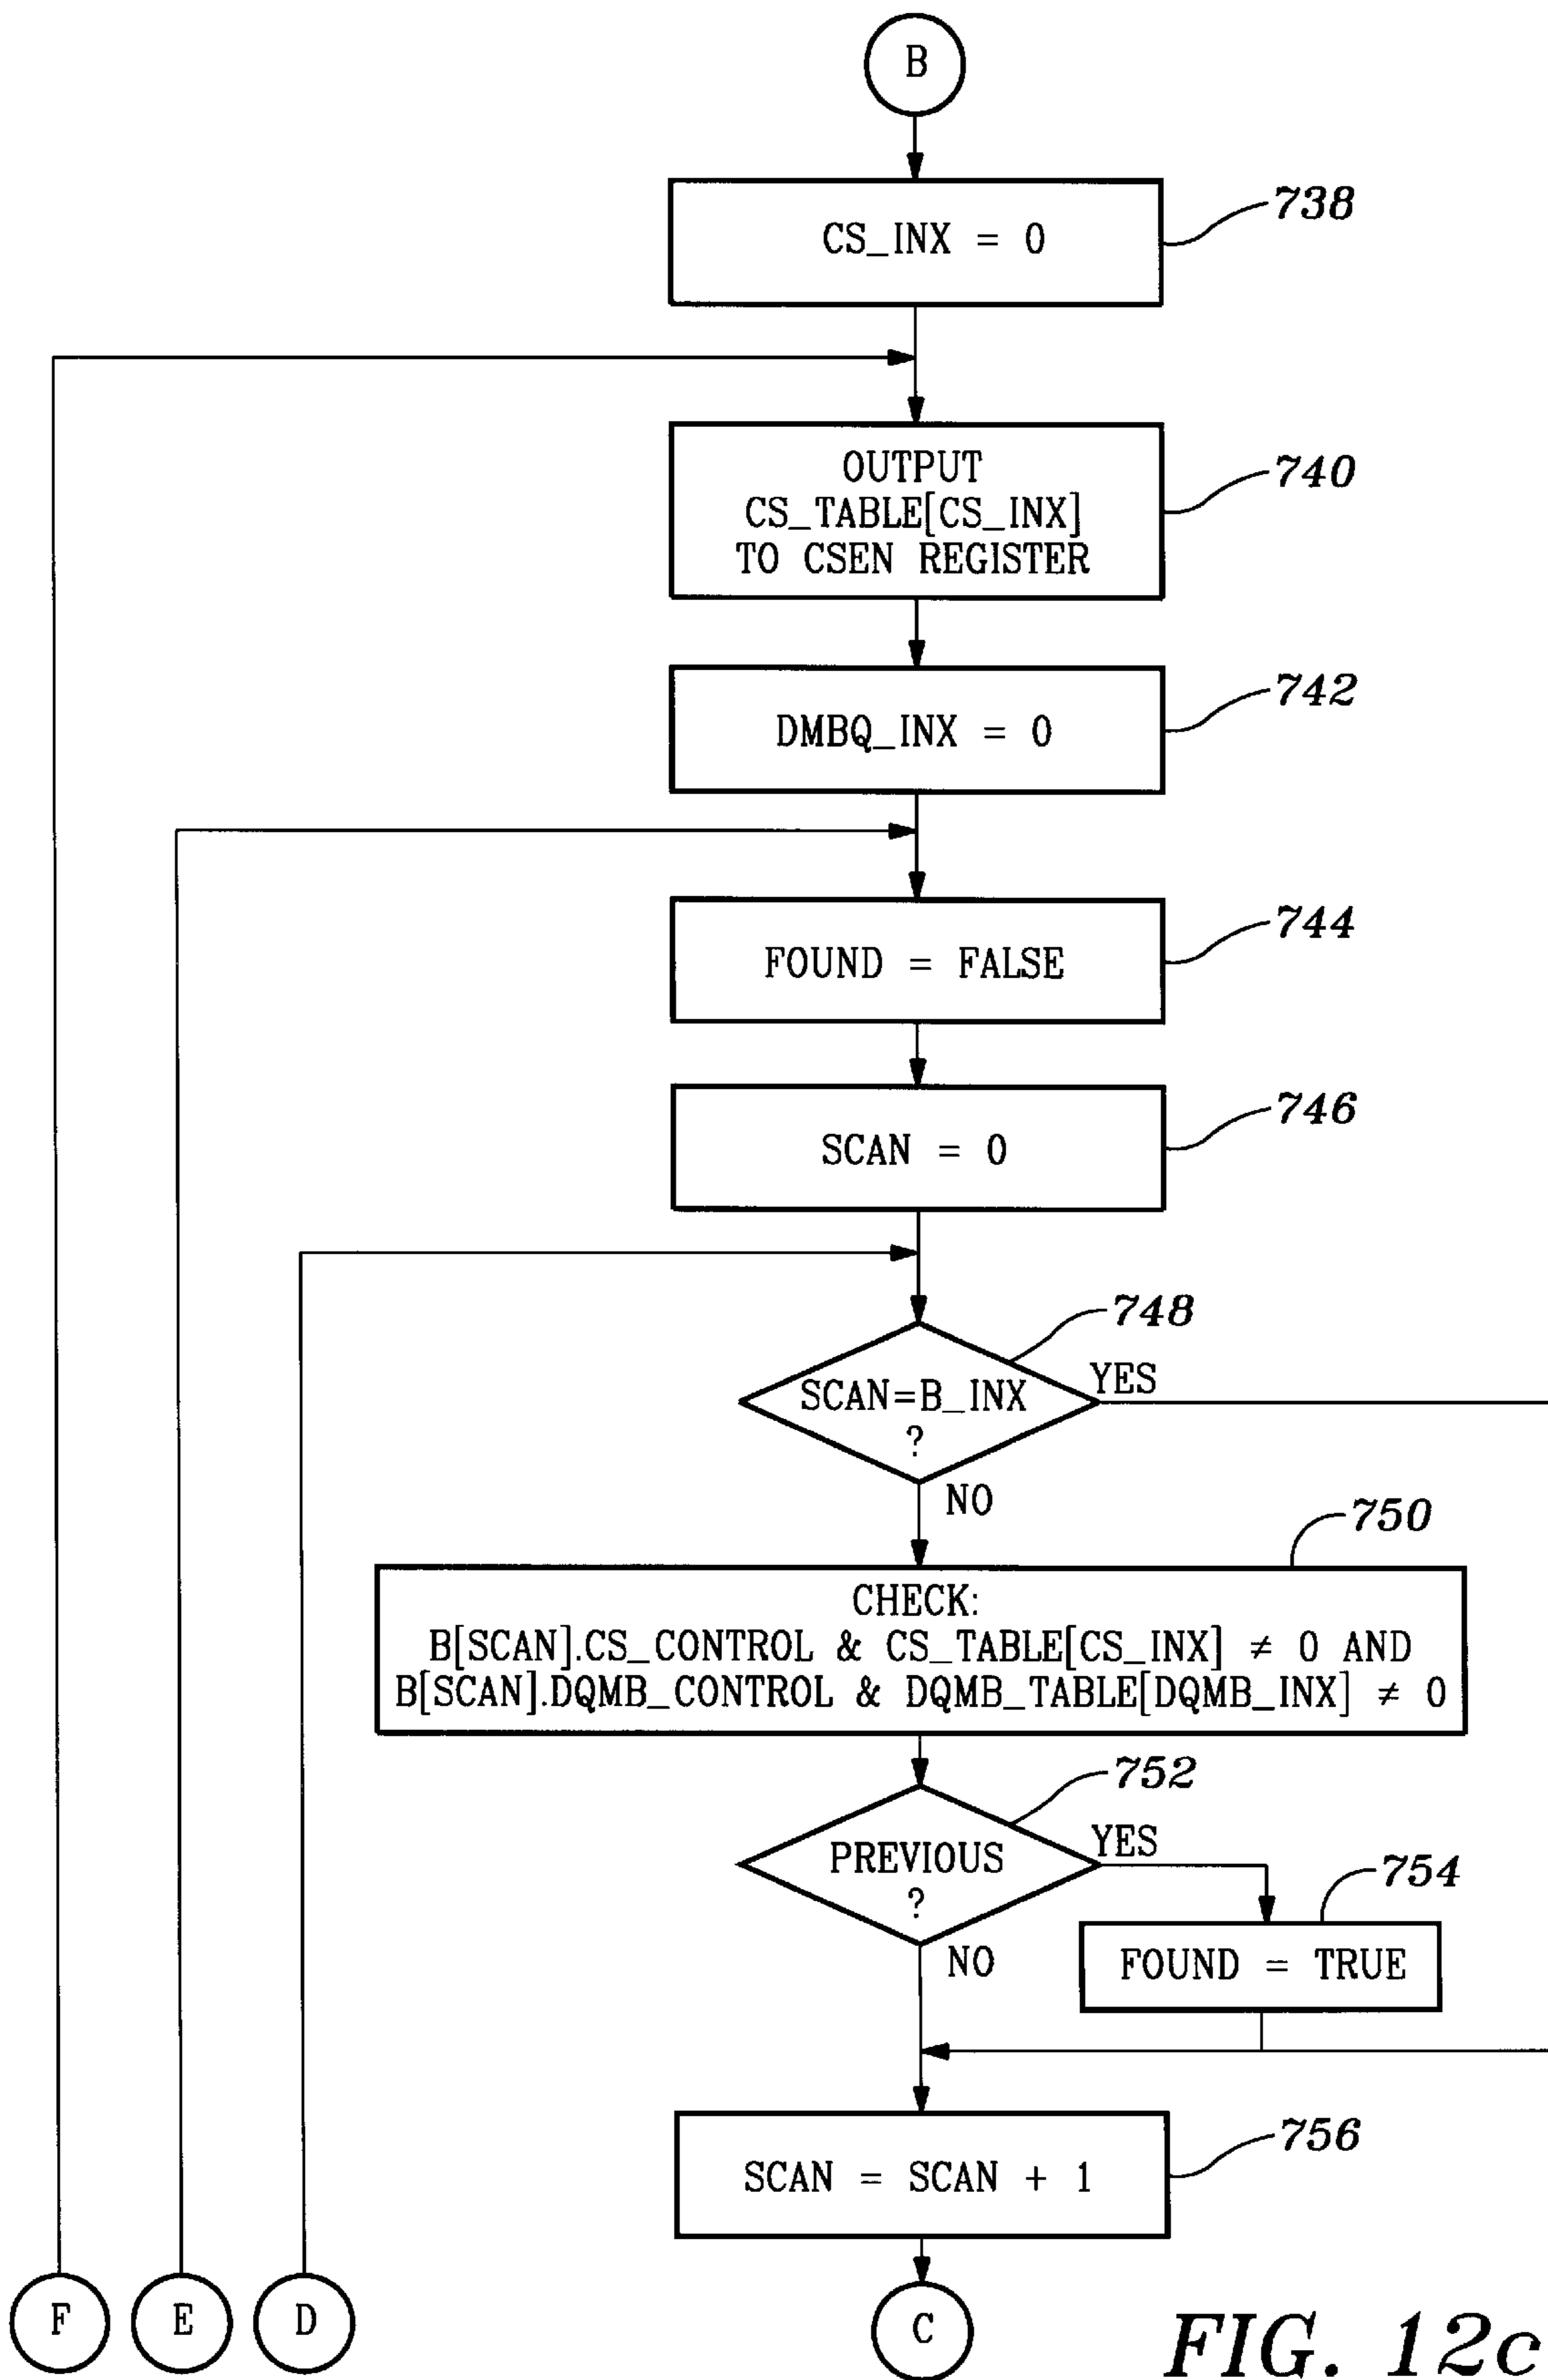 B
738
CS_INX = 0
OUTPUT
CS_TABLE[CS_INX]
TO CSEN REGISTER
740
742
DMBQ_INX = 0
744
FOUND = FALSE
746
SCAN = 0
748
SCAN=B_INX
?
YES
NO
750
CHECK:
B[SCAN].CS_CONTROL & CS_TABLE[CS_INX] ≠ 0 AND
B[SCAN].DQMB_CONTROL & DQMB_TABLE[DQMB_INX] ≠ 0
752
PREVIOUS
?
YES
NO
754
FOUND = TRUE
756
SCAN = SCAN + 1
F
E
D
C
FIG. 12c